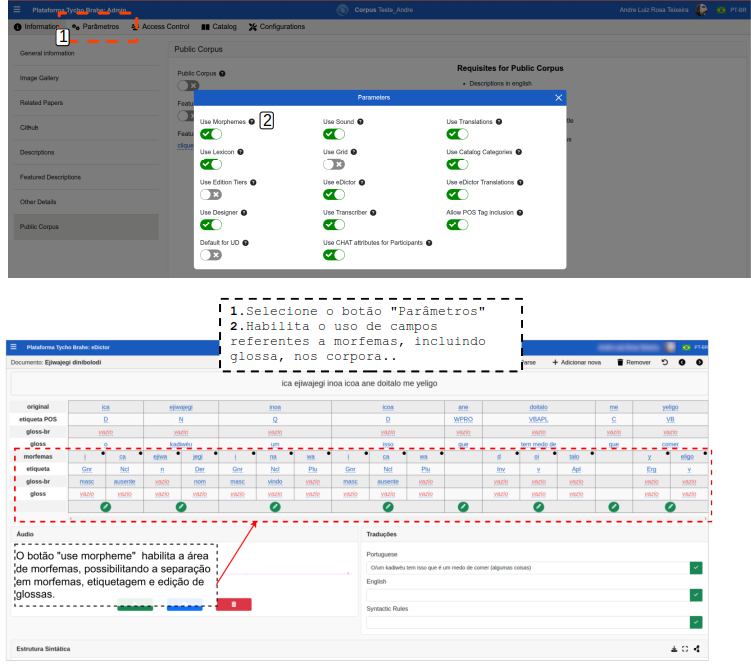 Plataforma Tycho Brahe: Admin
Corpus Teste_Andre
Andre Luiz Rosa Teixeira
PT-BR
Information
Parâmetros
Access Control
Catalog
Configurations
1
General information
Image Gallery
Related Papers
Github
Descriptions
Featured Descriptions
Other Details
Public Corpus
Public Corpus
Public Corpus
Requisites for Public Corpus
Descriptions in english
Featu
Featu
clique
Parameters
Use Morphemes
2
Use Sound
Use Translations
Use Lexicon
Use Grid
Use Catalog Categories
Use Edition Tiers
Use eDictor
Use eDictor Translations
Use Designer
Use Transcriber
Allow POS Tag inclusion
Default for UD
Use CHAT attributes for Participants
1.Selecione o botão "Parâmetros"
2.Habilita o uso de campos
referentes a morfemas, incluindo
glossa, nos corpora..
Plataforma Tycho Brahe: eDictor
PT-BR
Documento: Ejiwajegi dinibolodi
Parse
+ Adicionar nova
Remover
ica ejiwajegi inoa icoa ane doitalo me yeligo
original ica ejiwajegi inoa icoa ane doitalo me yeligo
etiqueta POS D N Q D WPRO VBAPL C VB
gloss-br vazio vazio vazio vazio vazio vazio vazio vazio
gloss o kadiwéu um isso que tem medo de que comer
morfemas i ca ejiwa jegi i na wa i ca wa d oi talo y eligo
etiqueta Gnr Ncl n Der Gnr Ncl Plu Gnr Ncl Plu Inv v Apl Erg v
gloss-br masc ausente vazio nom masc vindo vazio masc ausente vazio vazio vazio vazio vazio vazio
gloss vazio vazio vazio vazio vazio vazio vazio vazio vazio vazio vazio vazio vazio vazio vazio
Áudio
Traduções
O botão "use morpheme" habilita a área
de morfemas, possibilitando a separação
em morfemas, etiquetagem e edição de
glossas.
Portuguese
O/um kadiwéu tem isso que é um medo de comer (algumas coisas)
English
Syntactic Rules
Estrutura Sintática